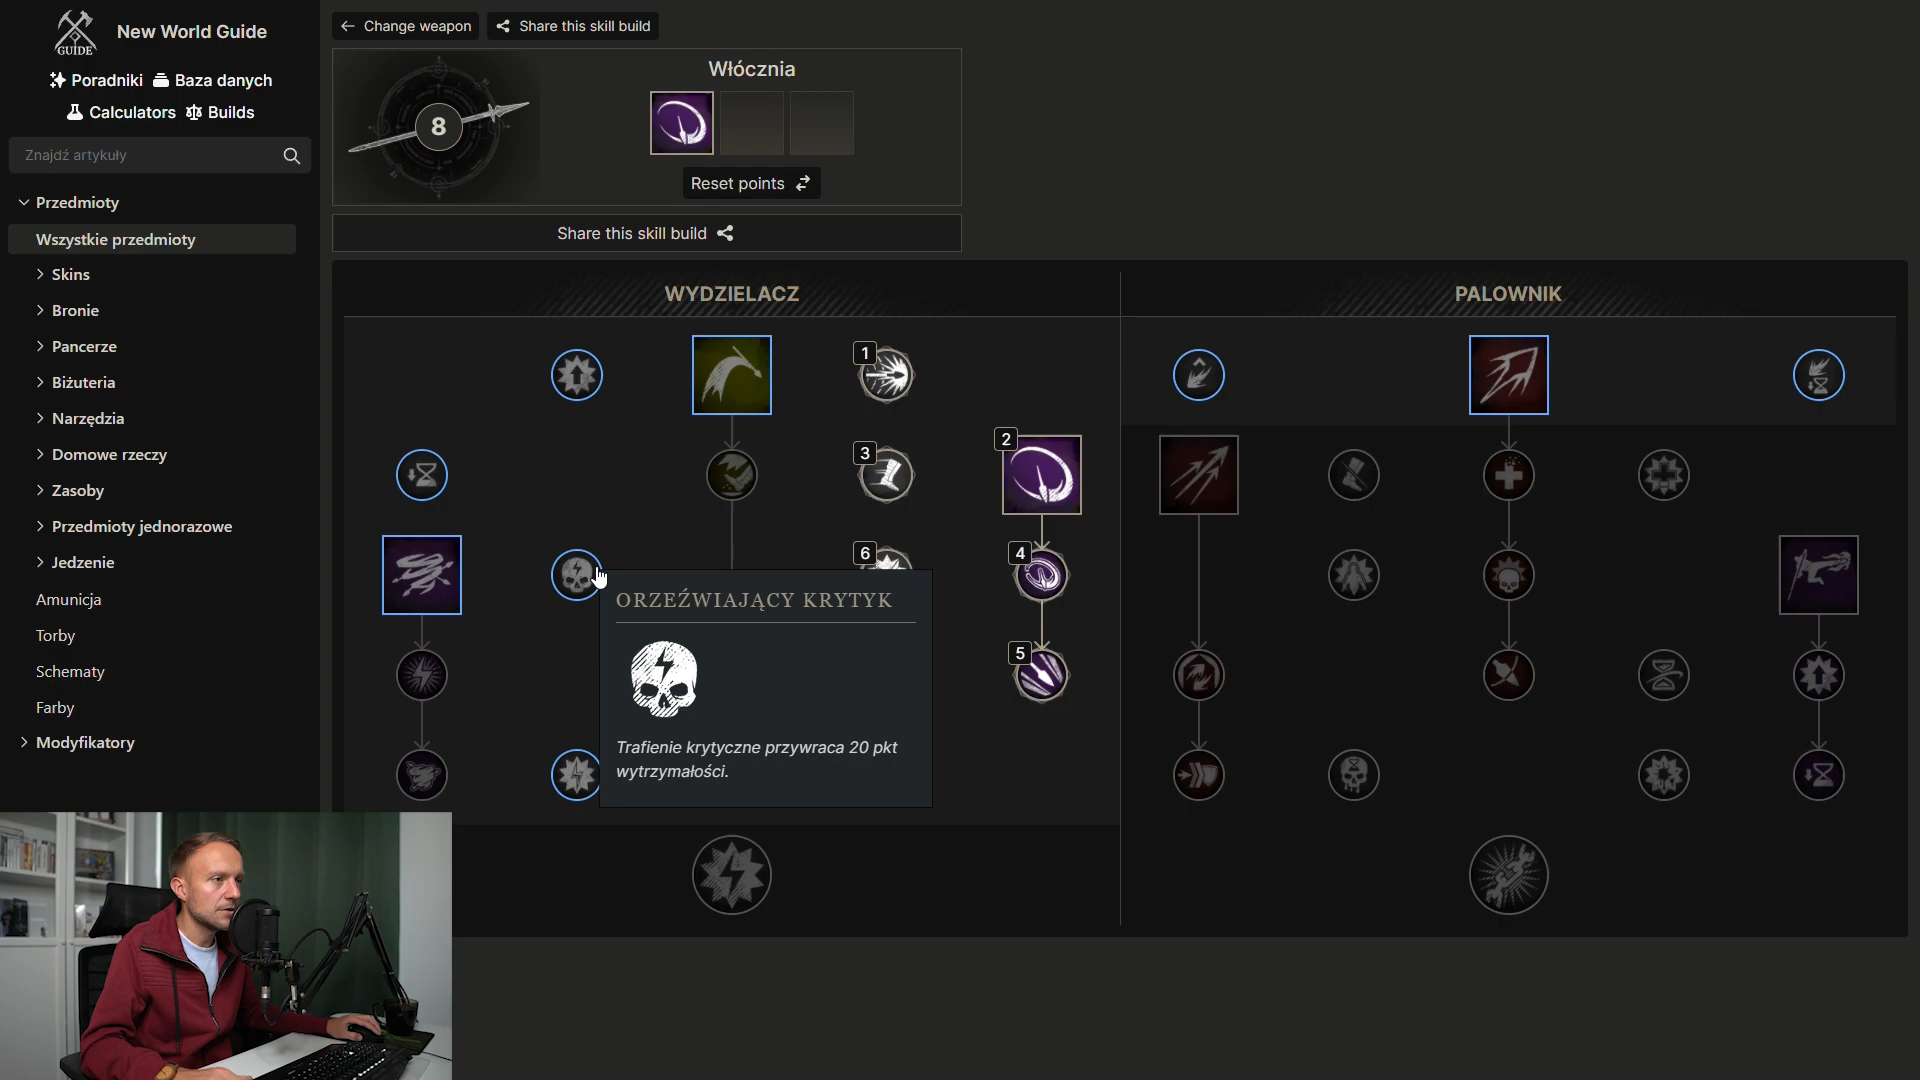 New World Guide
GUIDE
Poradniki Baza danych
Calculators Builds
Znajdź artykuły
Przedmioty
Wszystkie przedmioty
Skins
Bronie
Pancerze
Biżuteria
Narzędzia
Domowe rzeczy
Zasoby
Przedmioty jednorazowe
Jedzenie
Amunicja
Torby
Schematy
Farby
Modyfikatory
Change weapon Share this skill build
Włócznia
8
Reset points
Share this skill build
WYDZIELACZ
1
2
3
4
5
6
ORZEŹWIAJĄCY KRYTYK
Trafienie krytyczne przywraca 20 pkt
wytrzymałości.
PALOWNIK